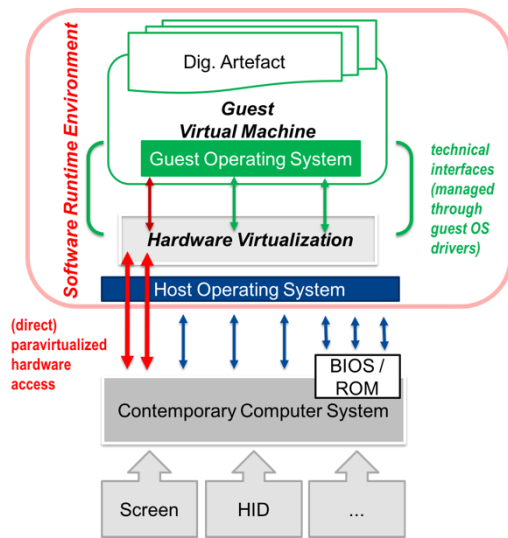 Dig. Artefact
Guest
Virtual Machine
Guest Operating System
Software Runtime Environment
technical
interfaces
(managed
through
guest OS
drivers)
Hardware Virtualization
Host Operating System
(direct)
paravirtualized
hardware
access
BIOS /
ROM
Contemporary Computer System
Screen
HID
...